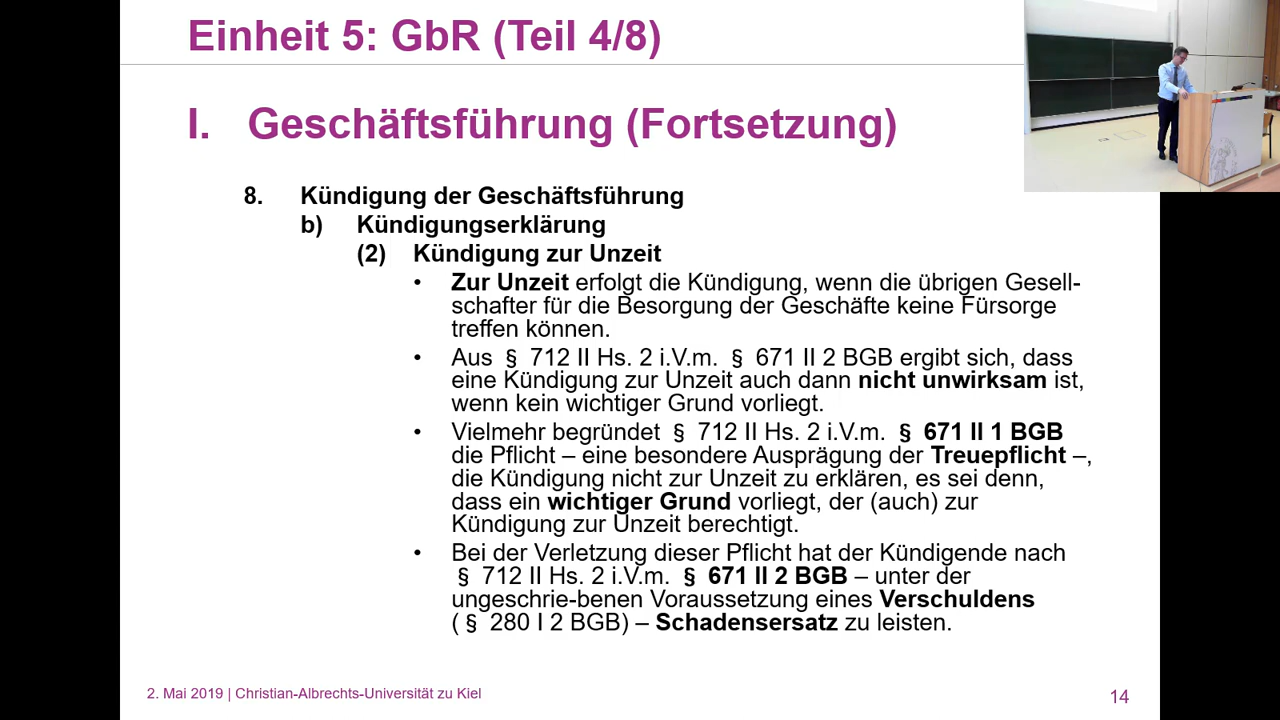 Einheit 5: GbR (Teil 4/8)
I. Geschäftsführung (Fortsetzung)
8. Kündigung der Geschäftsführung
b) Kündigungserklärung
(2) Kündigung zur Unzeit
• Zur Unzeit erfolgt die Kündigung, wenn die übrigen Gesell-
schafter für die Besorgung der Geschäfte keine Fürsorge
treffen können.
• Aus § 712 II Hs. 2 i.V.m. § 671 II 2 BGB ergibt sich, dass
eine Kündigung zur Unzeit auch dann nicht unwirksam ist,
wenn kein wichtiger Grund vorliegt.
• Vielmehr begründet § 712 II Hs. 2 i.V.m. § 671 II 1 BGB
die Pflicht – eine besondere Ausprägung der Treuepflicht –,
die Kündigung nicht zur Unzeit zu erklären, es sei denn,
dass ein wichtiger Grund vorliegt, der (auch) zur
Kündigung zur Unzeit berechtigt.
• Bei der Verletzung dieser Pflicht hat der Kündigende nach
§ 712 II Hs. 2 i.V.m. § 671 II 2 BGB – unter der
ungeschrie-benen Voraussetzung eines Verschuldens
( § 280 I 2 BGB) – Schadensersatz zu leisten.
2. Mai 2019 | Christian-Albrechts-Universität zu Kiel
14